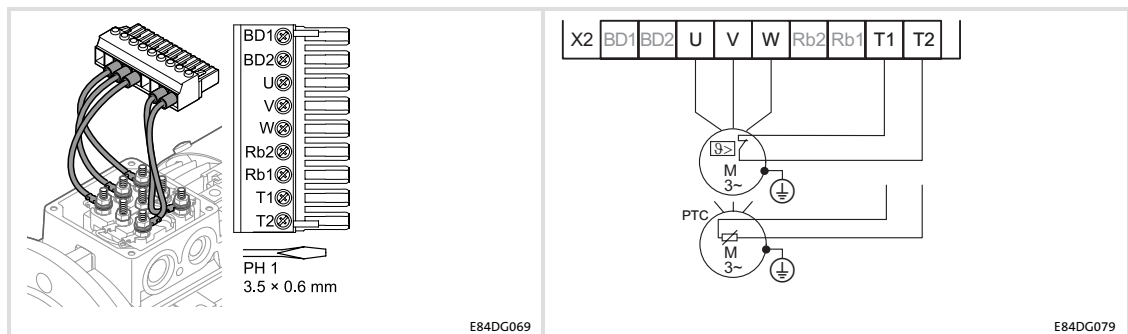 BD1
BD2
U
V
W
Rb2
Rb1
T1
T2
PH 1
3.5 × 0.6 mm
E84DG069
X2 BD1 BD2 U V W Rb2 Rb1 T1 T2
ϑ>
M
3~
PTC
M
3~
E84DG079